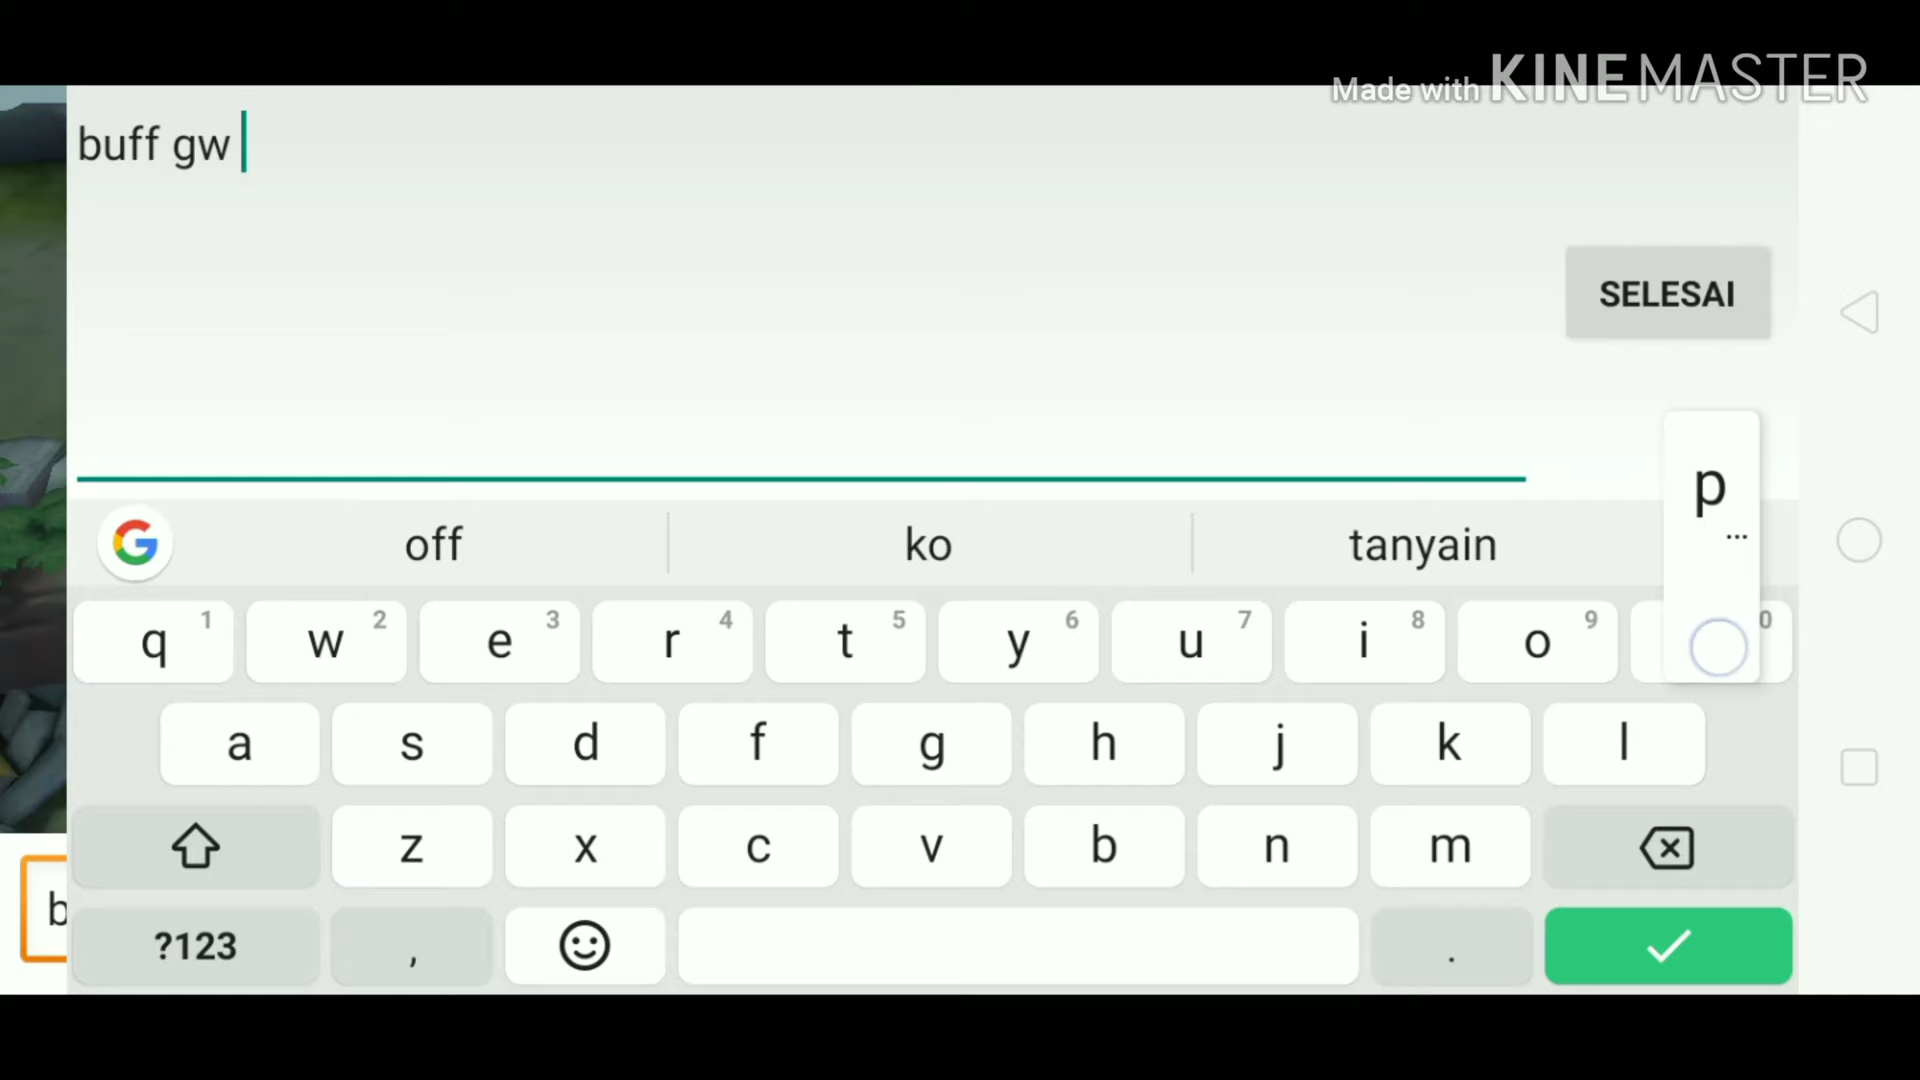 Made with KINEMASTER
buff gw
SELESAI
p
...
G off ko tanyain
q 1 w 2 e 3 r 4 t 5 y 6 u 7 i 8 o 9 0
a s d f g h j k l
z x c v b n m
b
?123 , .